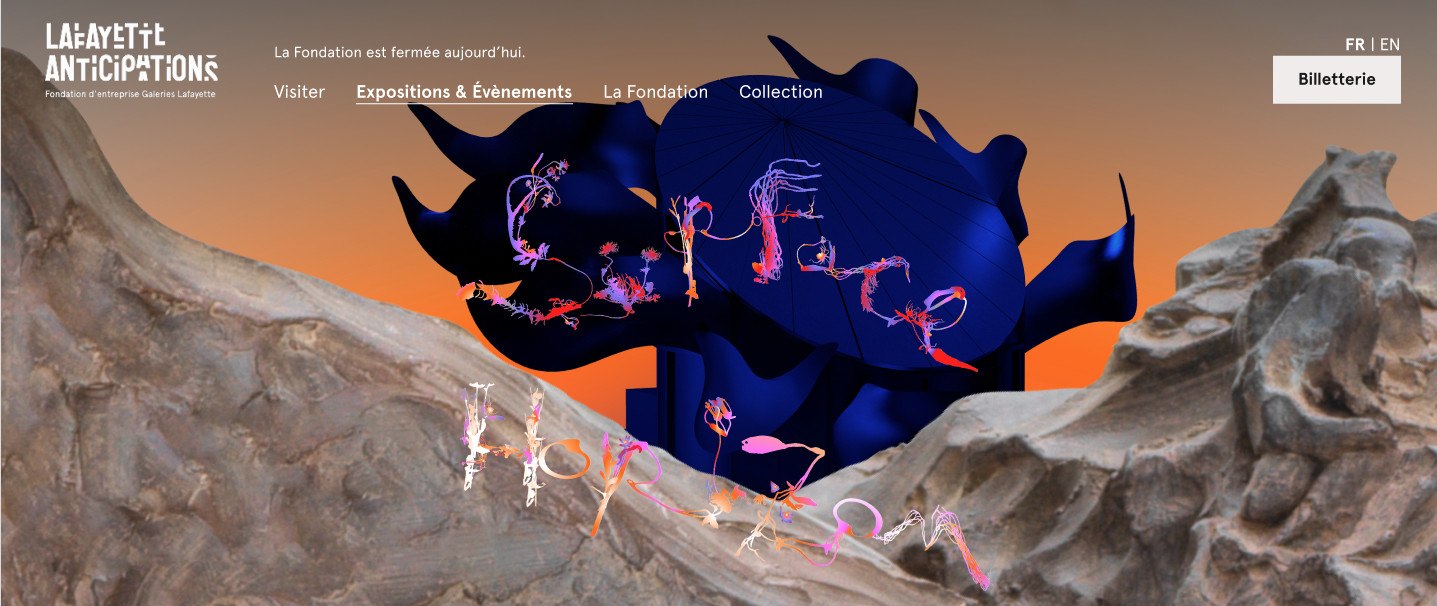 LAFAYETTE
ANTICIPATIONS
Fondation d'entreprise Galeries Lafayette
La Fondation est fermée aujourd’hui.
Visiter Expositions & Évènements La Fondation Collection
FR | EN
Billetterie
Surface
Horizon